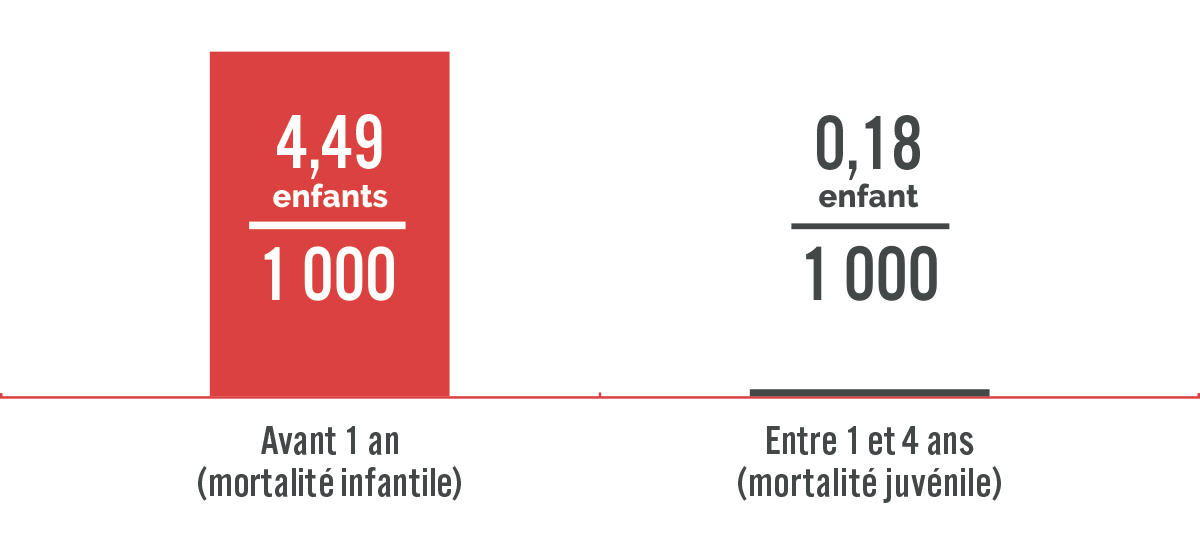 4,49
enfants
1 000
0,18
enfant
1 000
Avant 1 an
(mortalité infantile)
Entre 1 et 4 ans
(mortalité juvénile)